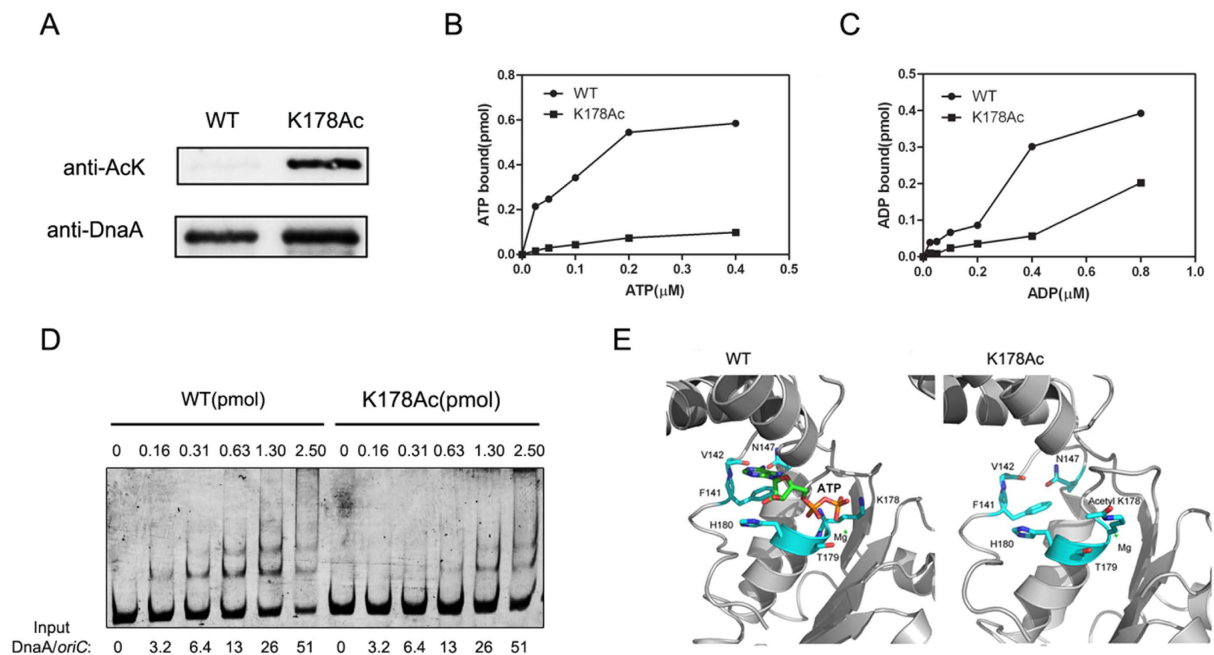 A
WT K178Ac
anti-AcK
anti-DnaA
B
ATP bound(pmol)
0.8
0.6
0.4
0.2
0.0
WT
K178Ac
0.0 0.1 0.2 0.3 0.4 0.5
ATP(μM)
C
ADP bound(pmol)
0.5
0.4
0.3
0.2
0.1
0.0
WT
K178Ac
0.0 0.2 0.4 0.6 0.8 1.0
ADP(μM)
D
WT(pmol) K178Ac(pmol)
0 0.16 0.31 0.63 1.30 2.50 0 0.16 0.31 0.63 1.30 2.50
Input
DnaA/oriC: 0 3.2 6.4 13 26 51 0 3.2 6.4 13 26 51
E
WT
V142
N147
F141
ATP
K178
H180
Mg
T179
K178Ac
V142
N147
F141
Acetyl K178
H180
Mg
T179